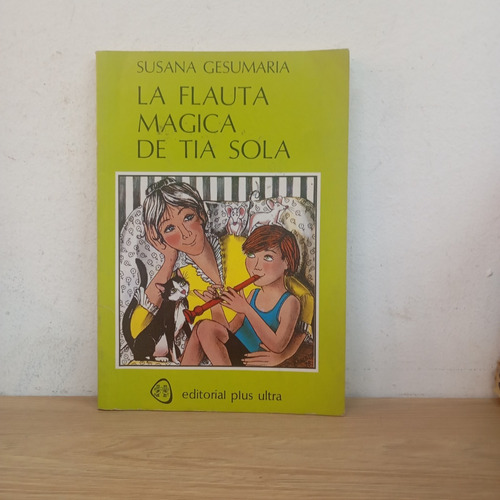 SUSANA GESUMARIA
LA FLAUTA
MAGICA
DE TIA SOLA
editorial plus ultra